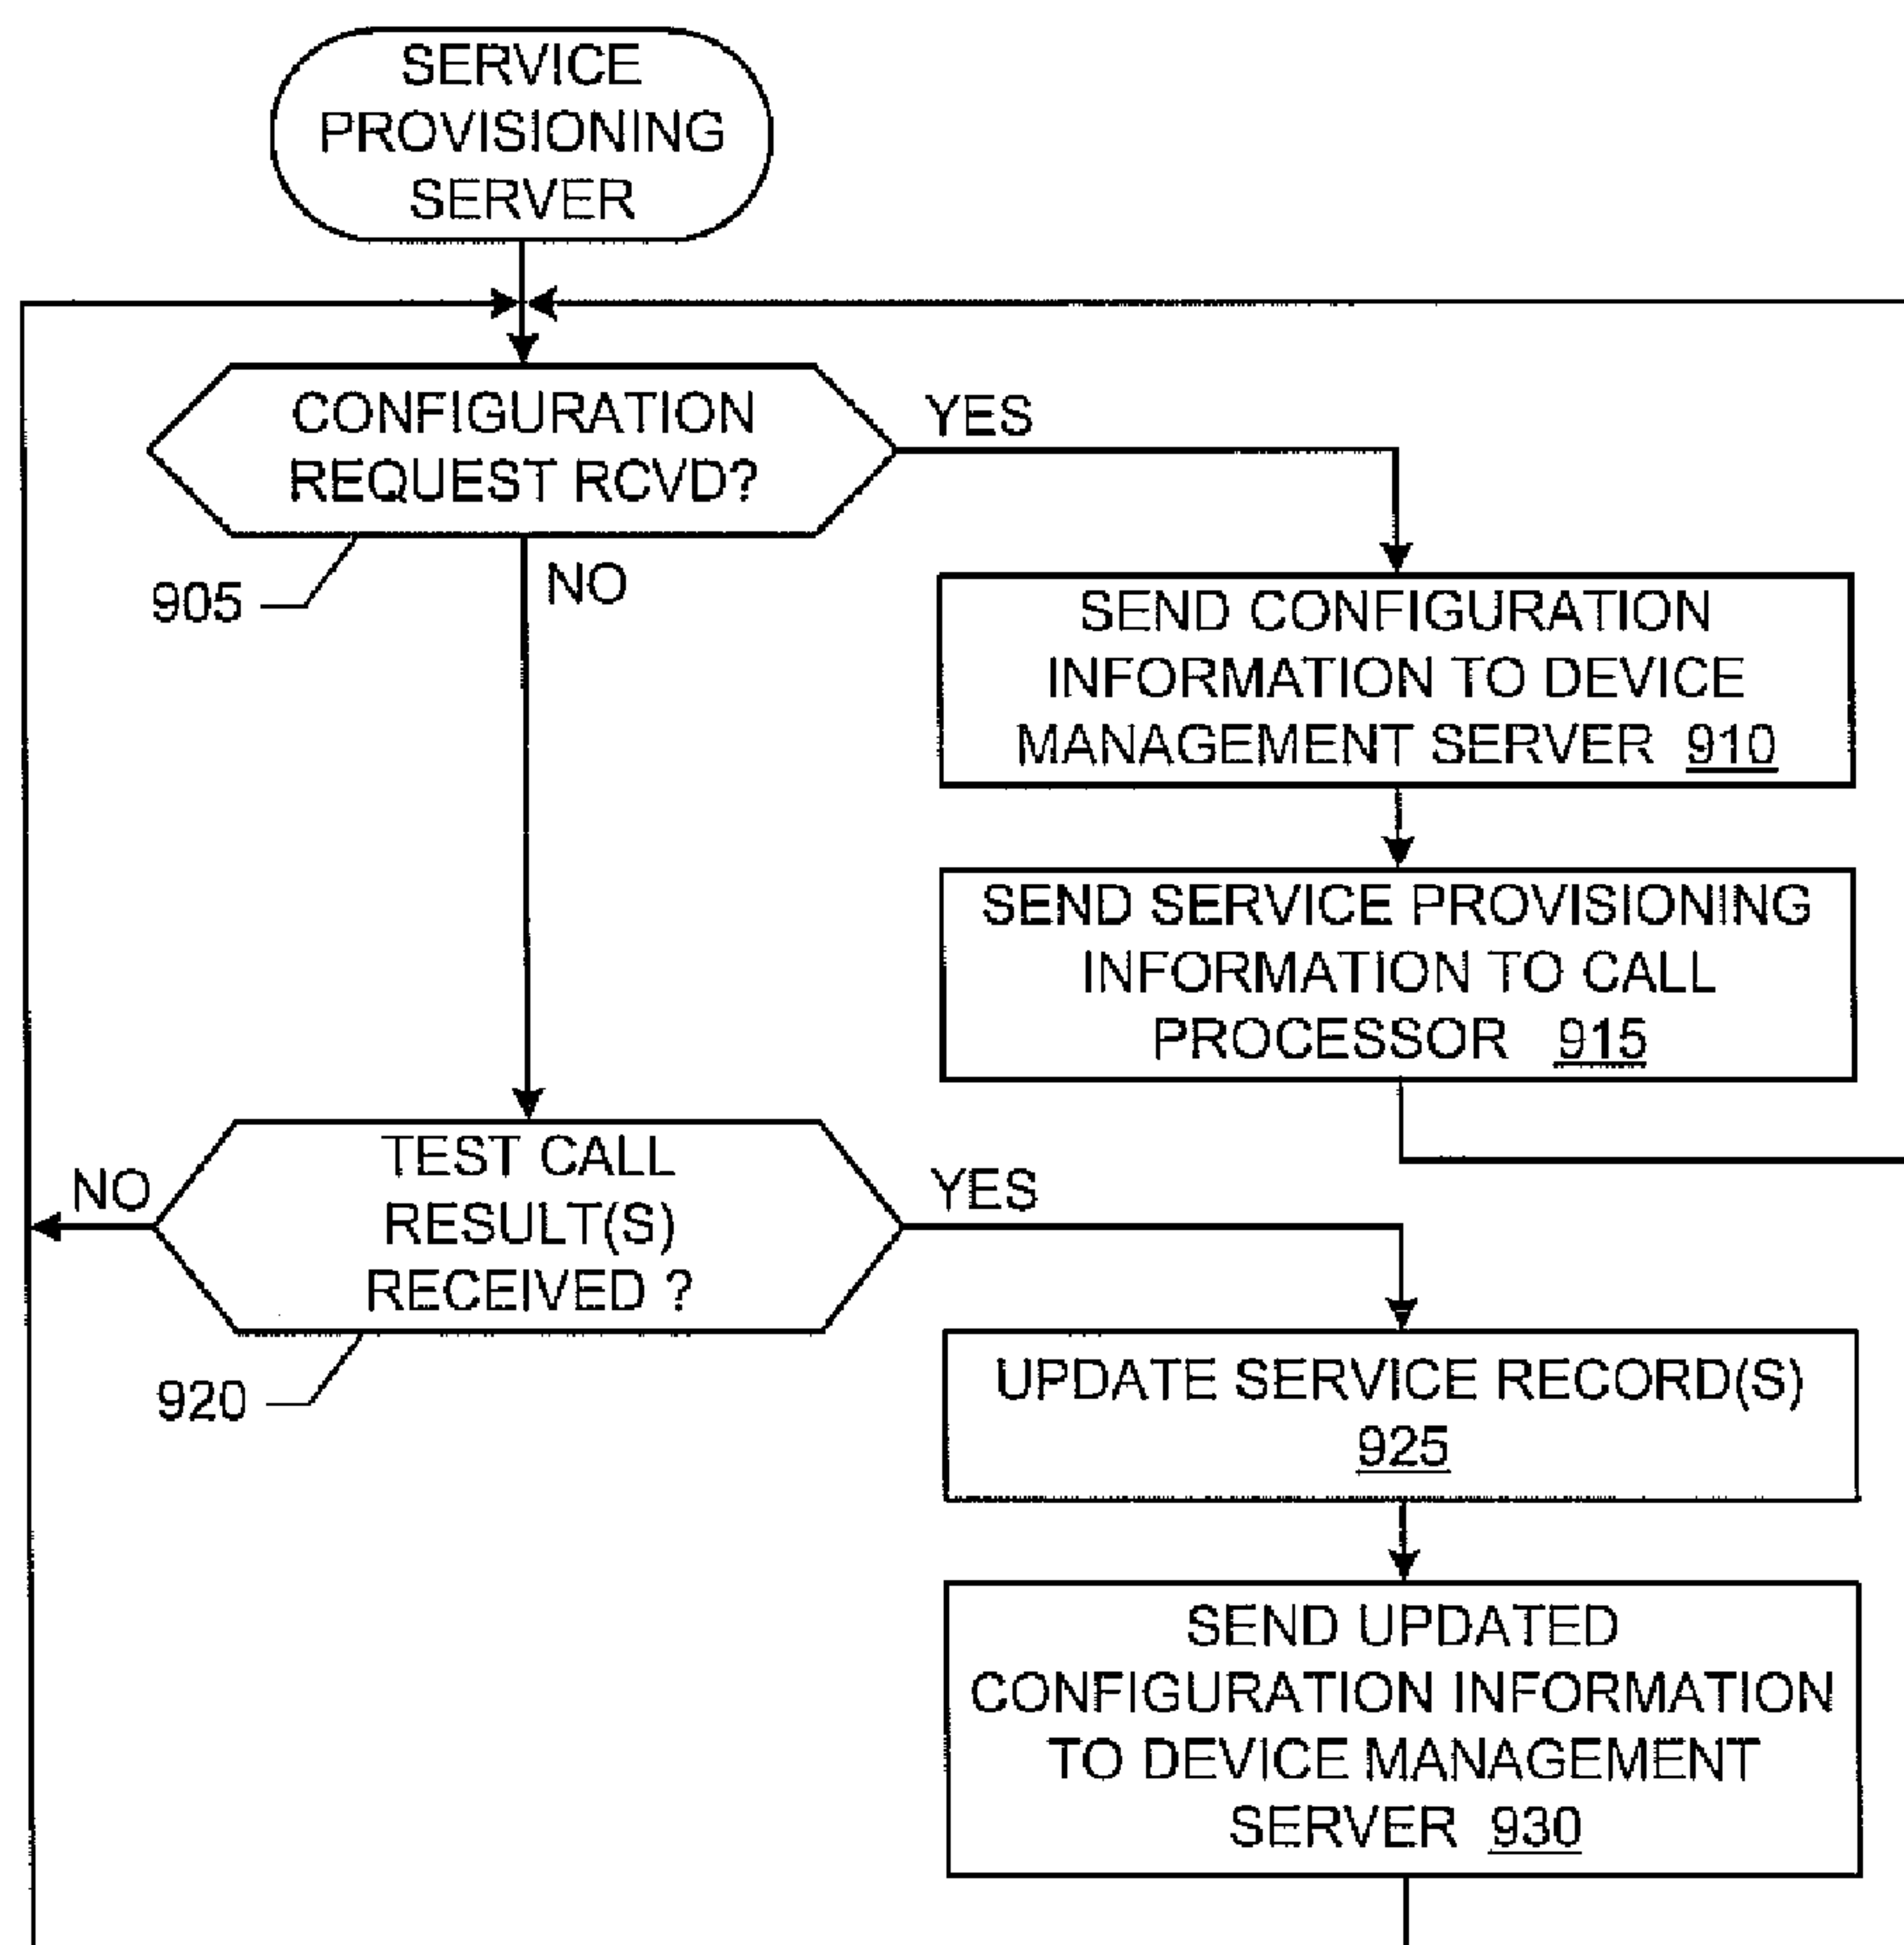 SERVICE
PROVISIONING
SERVER
CONFIGURATION
REQUEST RCVD?
YES
905
NO
SEND CONFIGURATION
INFORMATION TO DEVICE
MANAGEMENT SERVER 910
SEND SERVICE PROVISIONING
INFORMATION TO CALL
PROCESSOR 915
NO
TEST CALL
RESULT(S)
RECEIVED ?
YES
920
UPDATE SERVICE RECORD(S)
925
SEND UPDATED
CONFIGURATION INFORMATION
TO DEVICE MANAGEMENT
SERVER 930